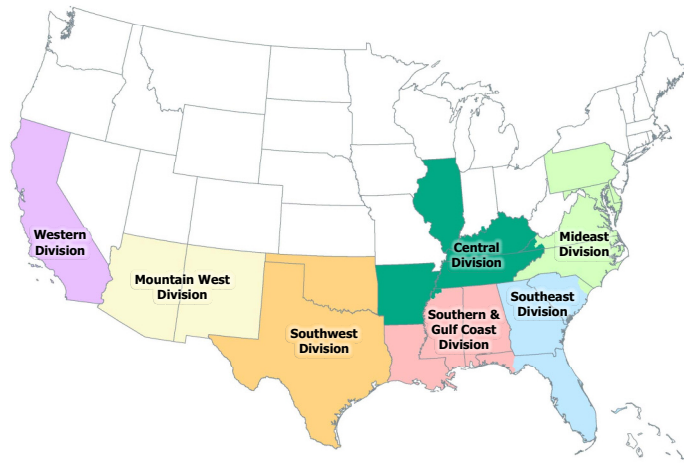 Western
Division
Mountain West
Division
Southwest
Division
Central
Division
Southern &
Gulf Coast
Division
Mideast
Division
Southeast
Division